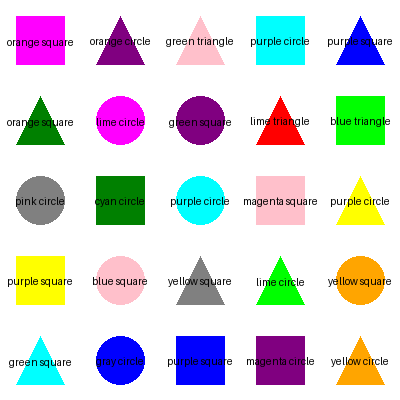 orange square orange circle green triangle purple circle purple square
orange square lime circle green square lime triangle blue triangle
pink circle cyan circle purple circle magenta square purple circle
purple square blue square yellow square lime circle yellow square
green square gray circle purple square magenta circle yellow circle